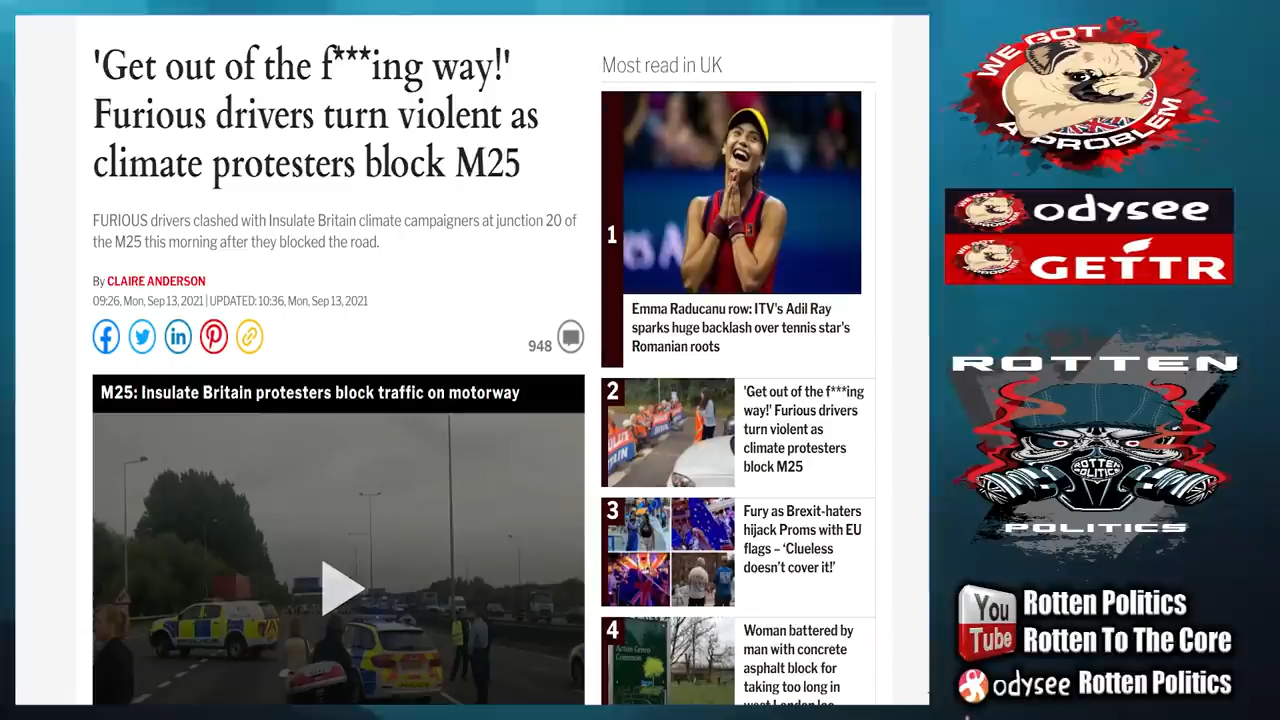 'Get out of the f***ing way!'
Furious drivers turn violent as
climate protesters block M25
FURIOUS drivers clashed with Insulate Britain climate campaigners at junction 20 of
the M25 this morning after they blocked the road.
By CLAIRE ANDERSON
09:26, Mon, Sep 13, 2021 | UPDATED: 10:36, Mon, Sep 13, 2021
948
M25: Insulate Britain protesters block traffic on motorway
Most read in UK
1
Emma Raducanu row: ITV's Adil Ray
sparks huge backlash over tennis star's
Romanian roots
2
'Get out of the f***ing
way!' Furious drivers
turn violent as
climate protesters
block M25
3
Fury as Brexit-haters
hijack Proms with EU
flags – 'Clueless
doesn't cover it!'
4
Woman battered by
man with concrete
asphalt block for
taking too long in
WE GOT
A PROBLEM
odysee
GETTR
ROTTEN
ROTTEN
POLITICS
POLITICS
You
Tube
Rotten Politics
Rotten To The Core
odysee Rotten Politics